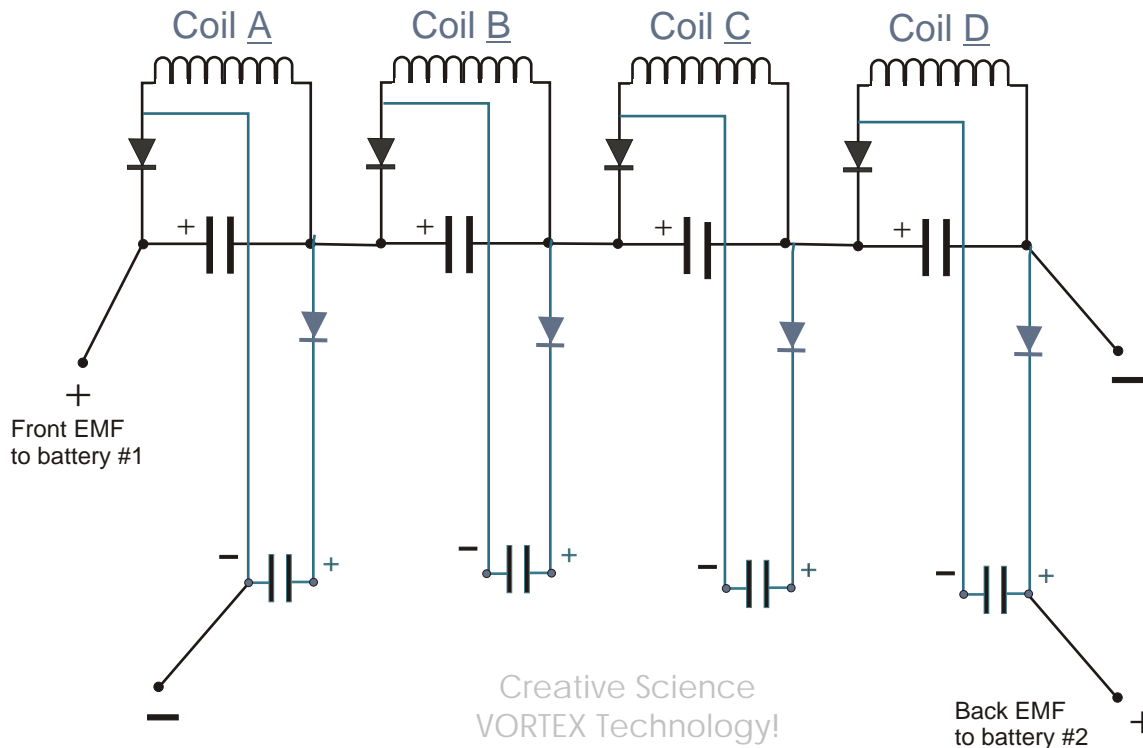 Coil A
Coil B
Coil C
Coil D
+
+
+
+
+
Front EMF
to battery #1
−
− +
− +
− +
− +
−
Creative Science
VORTEX Technology!
Back EMF
to battery #2
+